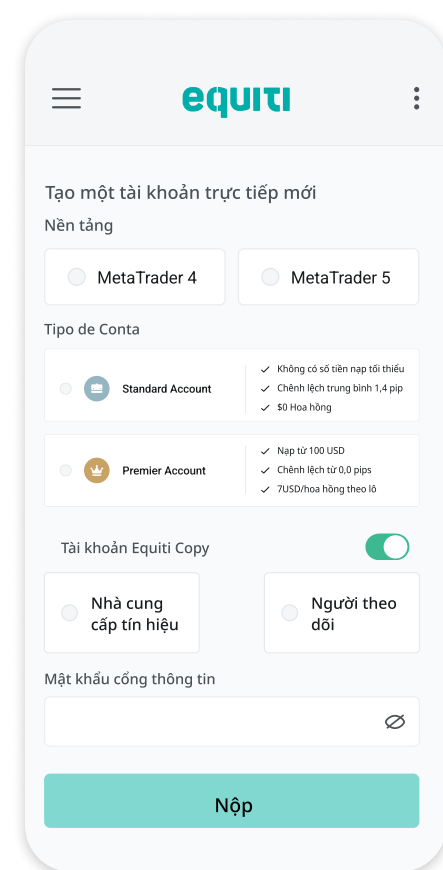 equiti
Tạo một tài khoản trực tiếp mới
Nền tảng
MetaTrader 4
MetaTrader 5
Tipo de Conta
Standard Account
Không có số tiền nạp tối thiểu
Chênh lệch trung bình 1,4 pip
$0 Hoa hồng
Premier Account
Nạp từ 100 USD
Chênh lệch từ 0,0 pips
7USD/hoa hồng theo lô
Tài khoản Equiti Copy
Nhà cung
cấp tín hiệu
Người theo
dõi
Mật khẩu cổng thông tin
Nộp